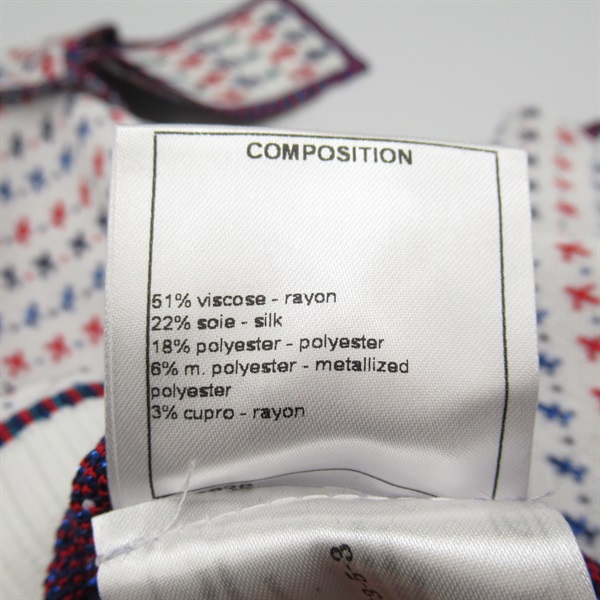 COMPOSITION
51% viscose - rayon
22% soie - silk
18% polyester - polyester
6% m. polyester - metallized
polyester
3% cupro - rayon